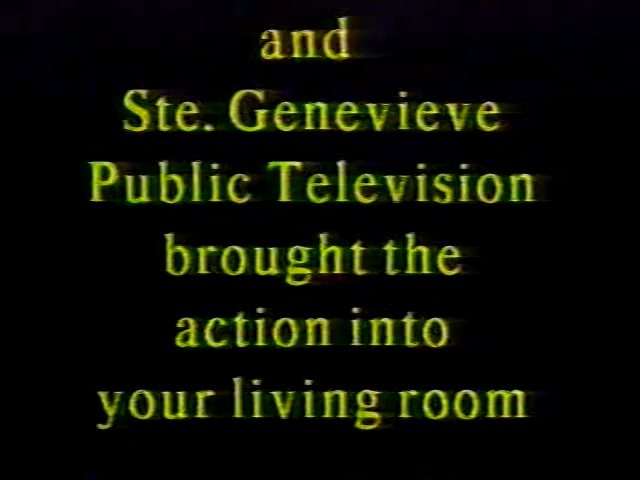 and
Ste. Genevieve
Public Television
brought the
action into
your living room